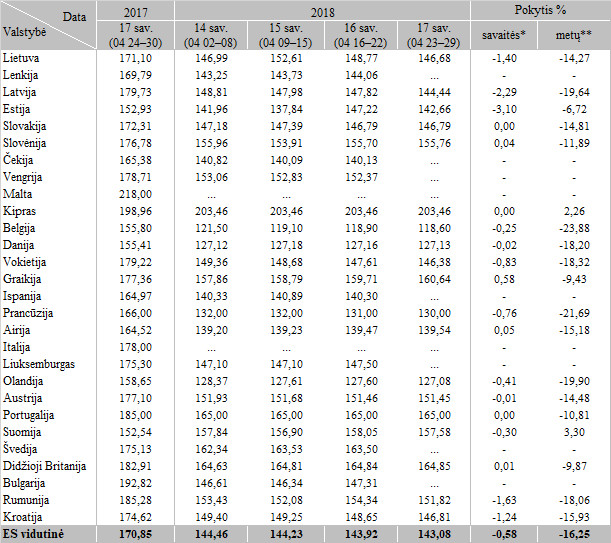 Data 2017 2018 Pokytis %
Valstybė 17 sav. (04 24–30) 14 sav. (04 02–08) 15 sav. (04 09–15) 16 sav. (04 16–22) 17 sav. (04 23–29) savaitės* metų**
Lietuva 171,10 146,99 152,61 148,77 146,68 -1,40 -14,27
Lenkija 169,79 143,25 143,73 144,06 ... - -
Latvija 179,73 148,81 147,98 147,82 144,44 -2,29 -19,64
Estija 152,93 141,96 137,84 147,22 142,66 -3,10 -6,72
Slovakija 172,31 147,18 147,39 146,79 146,79 0,00 -14,81
Slovėnija 176,78 155,96 153,91 155,70 155,76 0,04 -11,89
Čekija 165,38 140,82 140,09 140,13 ... - -
Vengrija 178,71 153,06 152,83 152,37 ... - -
Malta 218,00 ... ... ... ... - -
Kipras 198,96 203,46 203,46 203,46 203,46 0,00 2,26
Belgija 155,80 121,50 119,10 118,90 118,60 -0,25 -23,88
Danija 155,41 127,12 127,18 127,16 127,13 -0,02 -18,20
Vokietija 179,22 149,36 148,68 147,61 146,38 -0,83 -18,32
Graikija 177,36 157,86 158,79 159,71 160,64 0,58 -9,43
Ispanija 164,97 140,33 140,89 140,30 ... - -
Prancūzija 166,00 132,00 132,00 131,00 130,00 -0,76 -21,69
Airija 164,52 139,20 139,23 139,47 139,54 0,05 -15,18
Italija 178,00 ... ... ... ... - -
Liuksemburgas 175,30 147,10 147,10 147,50 ... - -
Olandija 158,65 128,37 127,61 127,60 127,08 -0,41 -19,90
Austrija 177,10 151,93 151,68 151,46 151,45 -0,01 -14,48
Portugalija 185,00 165,00 165,00 165,00 165,00 0,00 -10,81
Suomija 152,54 157,84 156,90 158,05 157,58 -0,30 3,30
Švedija 175,13 162,34 163,53 163,50 ... - -
Didžioji Britanija 182,91 164,63 164,81 164,84 164,85 0,01 -9,87
Bulgarija 192,82 146,61 146,34 147,31 ... - -
Rumunija 185,28 153,43 152,08 154,34 151,82 -1,63 -18,06
Kroatija 174,62 149,40 149,25 148,65 146,81 -1,24 -15,93
ES vidutinė 170,85 144,46 144,23 143,92 143,08 -0,58 -16,25